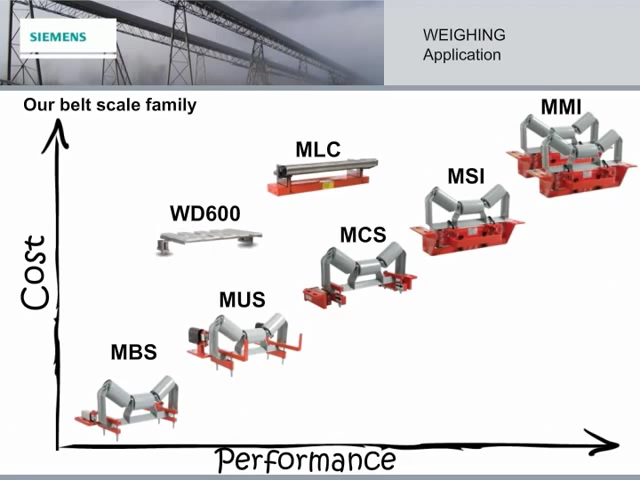 SIEMENS
WEIGHING
Application
Our belt scale family
MMI
MLC
MSI
WD600
MCS
Cost
MUS
MBS
Performance